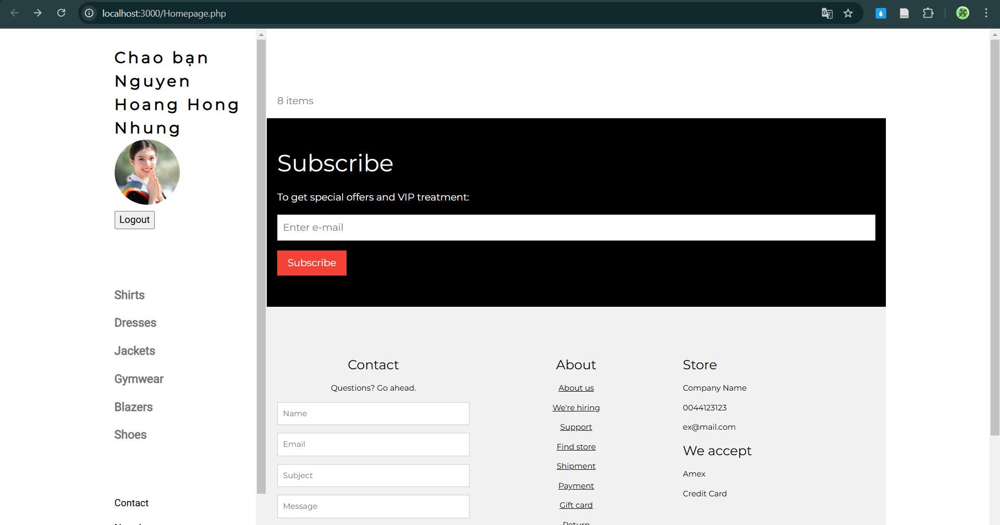 localhost:3000/Homepage.php
Chao bạn
Nguyen
Hoang Hong
Nhung
Logout
Shirts
Dresses
Jackets
Gymwear
Blazers
Shoes
Contact
8 items
Subscribe
To get special offers and VIP treatment:
Enter e-mail
Subscribe
Contact
Questions? Go ahead.
Name
Email
Subject
Message
About
About us
We're hiring
Support
Find store
Shipment
Payment
Gift card
Return
Store
Company Name
0044123123
ex@mail.com
We accept
Amex
Credit Card